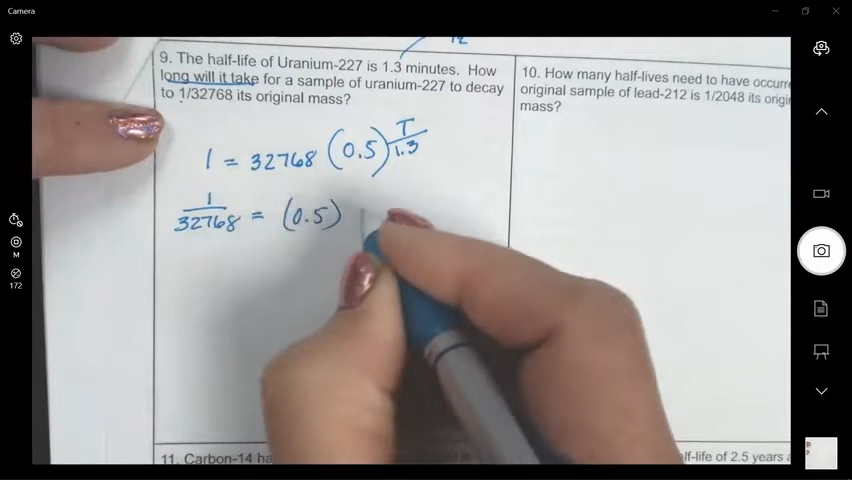 Camera
12
9. The half-life of Uranium-227 is 1.3 minutes. How
long will it take for a sample of uranium-227 to decay
to 1/32768 its original mass?
1 = 32768 (0.5)^(T/1.3)
1/32768 = (0.5)
10. How many half-lives need to have occurre
original sample of lead-212 is 1/2048 its origi
mass?
11. Carbon-14 ha
alf-life of 2.5 years a
M
172